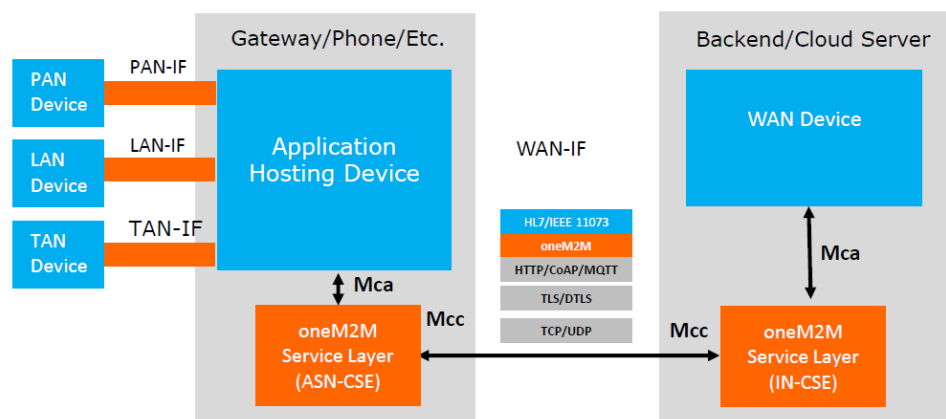 Gateway/Phone/Etc.
Backend/Cloud Server
PAN
Device
PAN-IF
LAN
Device
LAN-IF
TAN
Device
TAN-IF
Application
Hosting Device
WAN-IF
WAN Device
HL7/IEEE 11073
oneM2M
HTTP/CoAP/MQTT
TLS/DTLS
TCP/UDP
Mca
Mca
Mcc
Mcc
oneM2M
Service Layer
(ASN-CSE)
oneM2M
Service Layer
(IN-CSE)